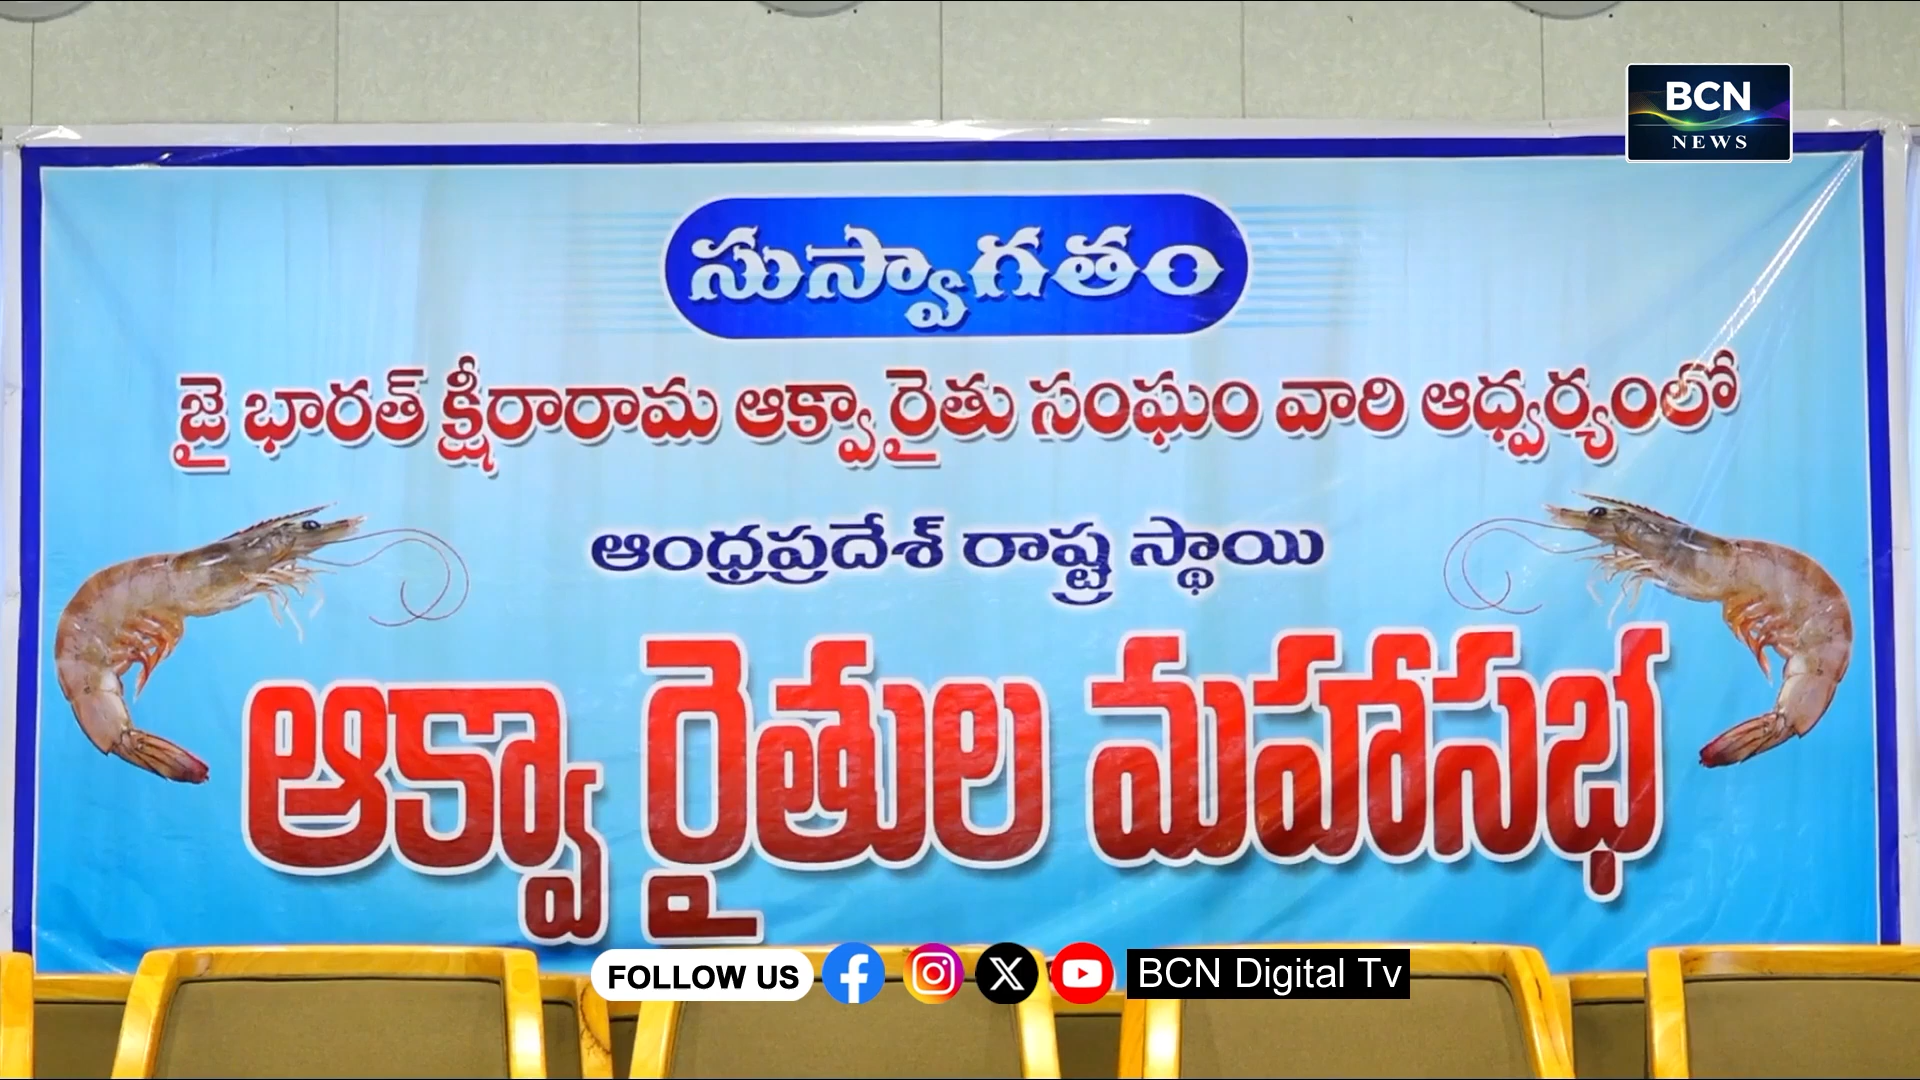 BCN
NEWS
సుస్వాగతం
జై భారత్ క్షీరారామ ఆక్వా రైతు సంఘం వారి ఆధ్వర్యంలో
ఆంధ్రప్రదేశ్ రాష్ట్ర స్థాయి
ఆక్వా రైతుల మహాసభ
FOLLOW US
BCN Digital Tv